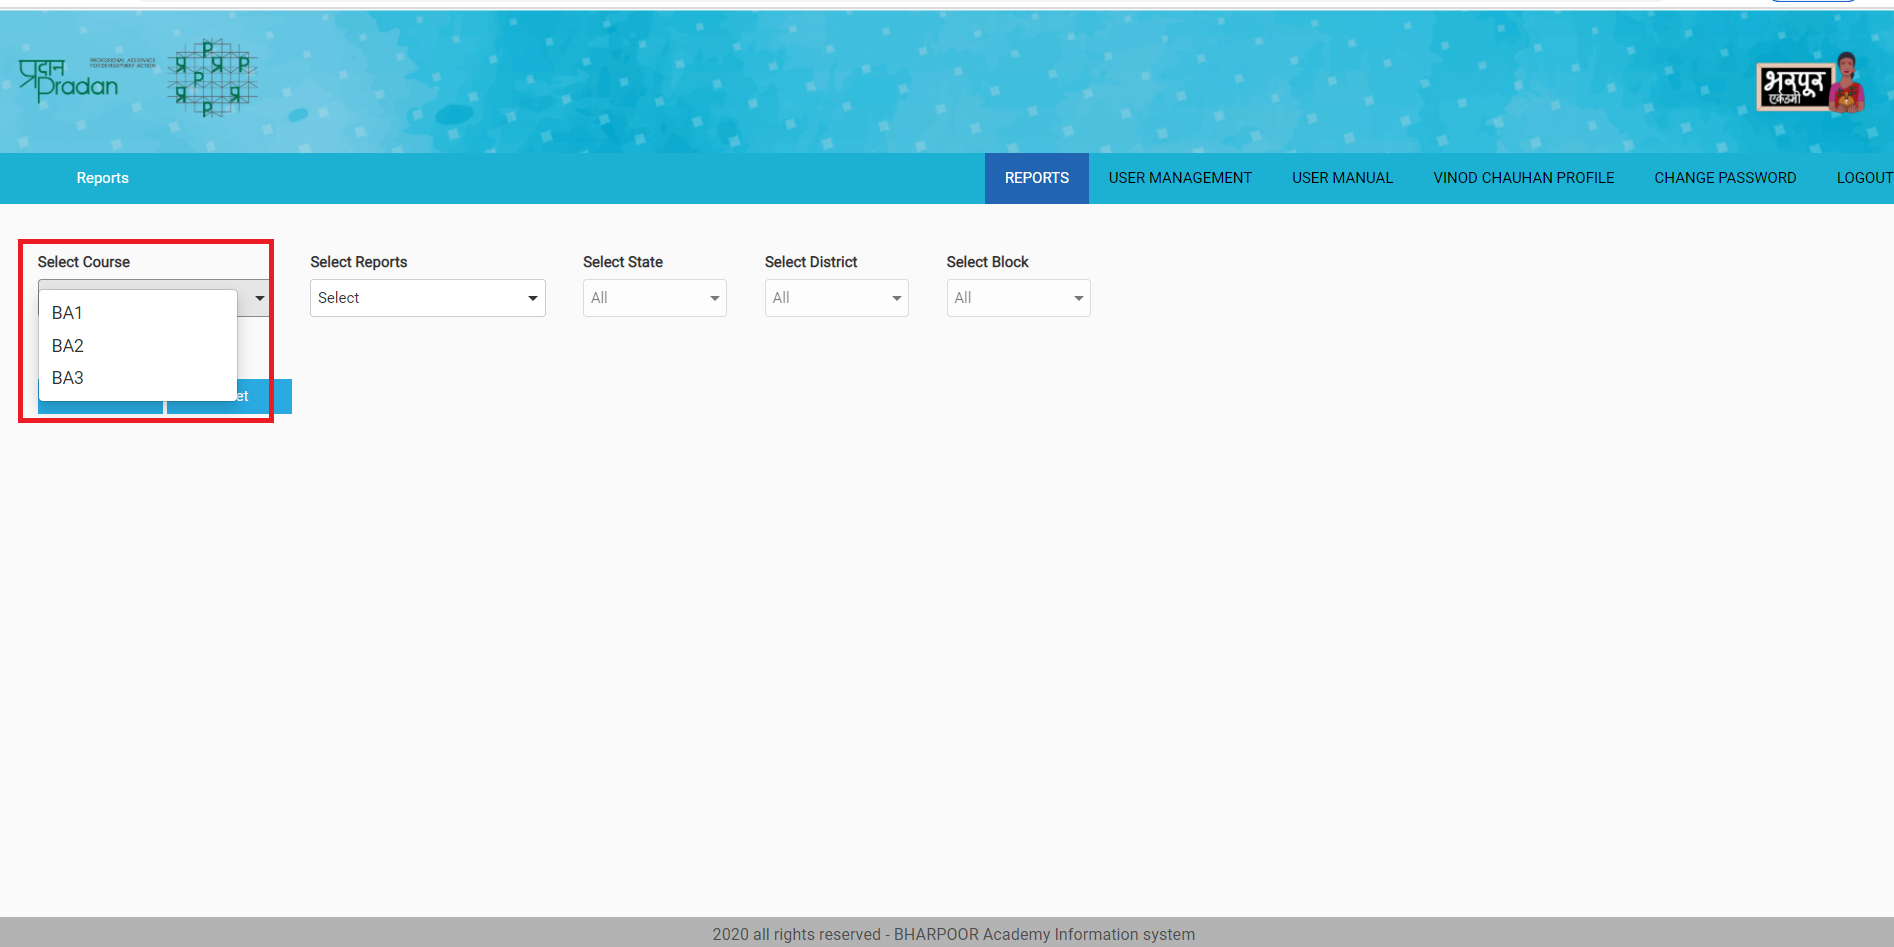 प्रदान
Pradan
PROFESSIONAL ASSISTANCE
FOR DEVELOPMENT ACTION
P
P
P
P
भरपूर
एकेडमी
Reports
REPORTS
USER MANAGEMENT
USER MANUAL
VINOD CHAUHAN PROFILE
CHANGE PASSWORD
LOGOUT
Select Course
Select Reports
Select State
Select District
Select Block
Select
All
All
All
BA1
BA2
BA3
et
2020 all rights reserved - BHARPOOR Academy Information system